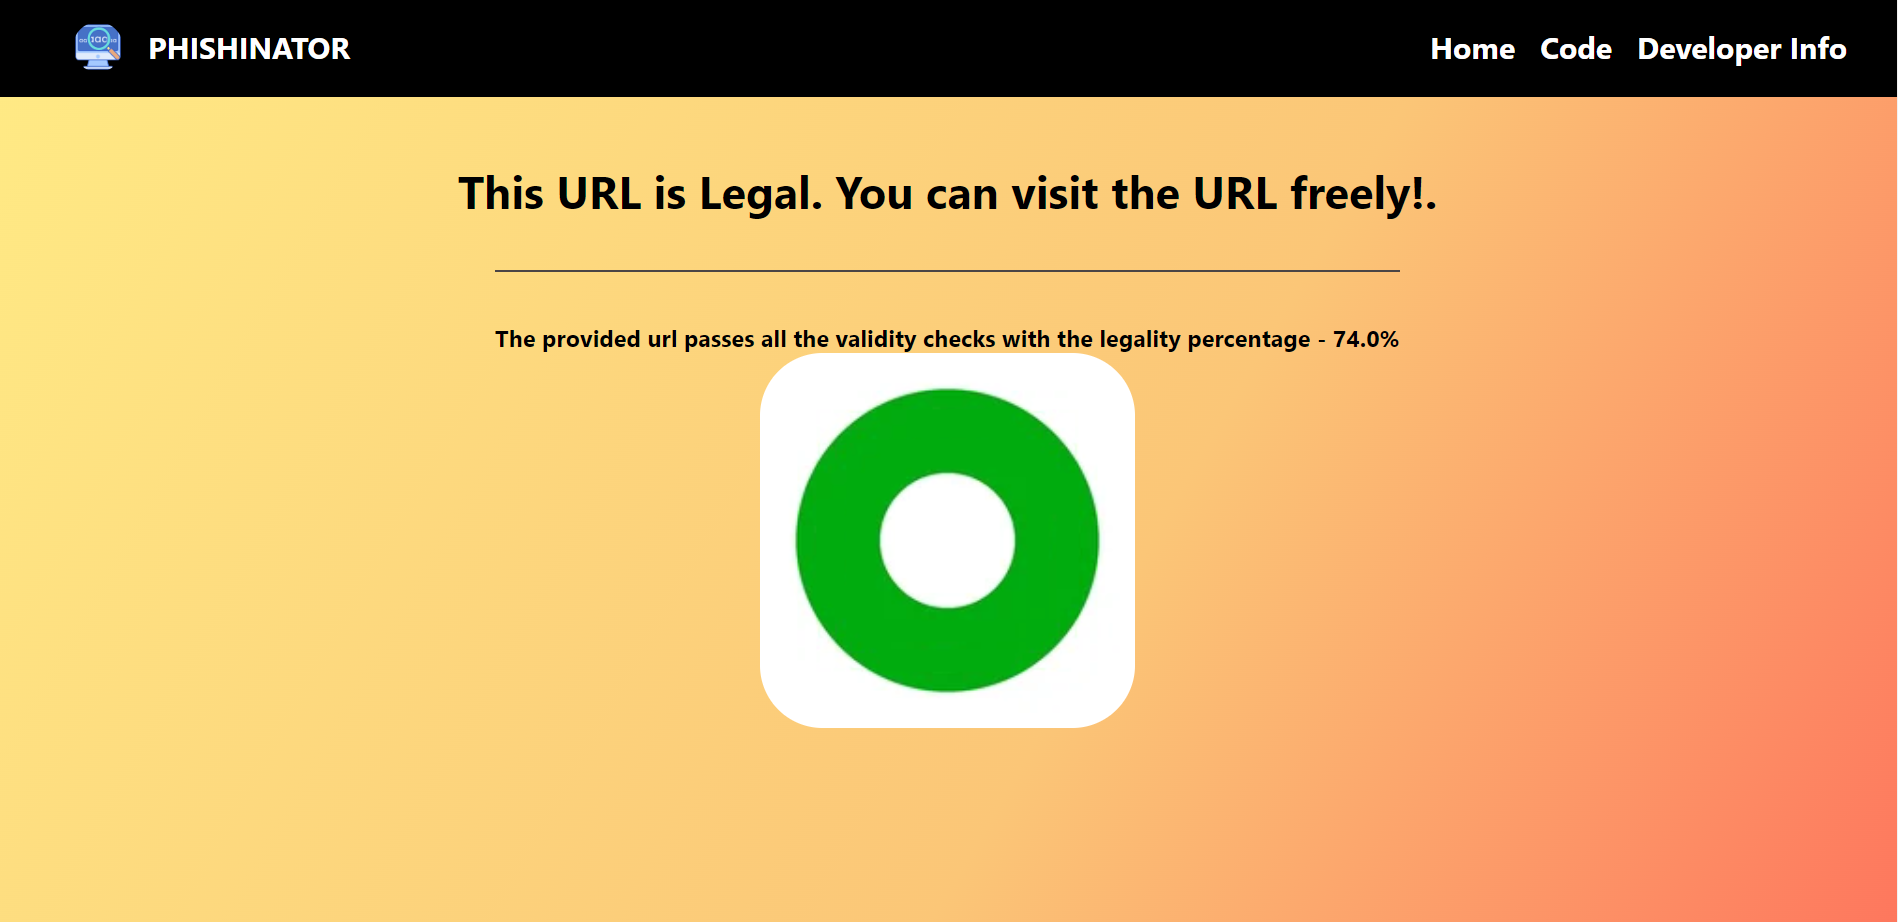 PHISHINATOR
Home Code Developer Info
This URL is Legal. You can visit the URL freely!.
The provided url passes all the validity checks with the legality percentage - 74.0%